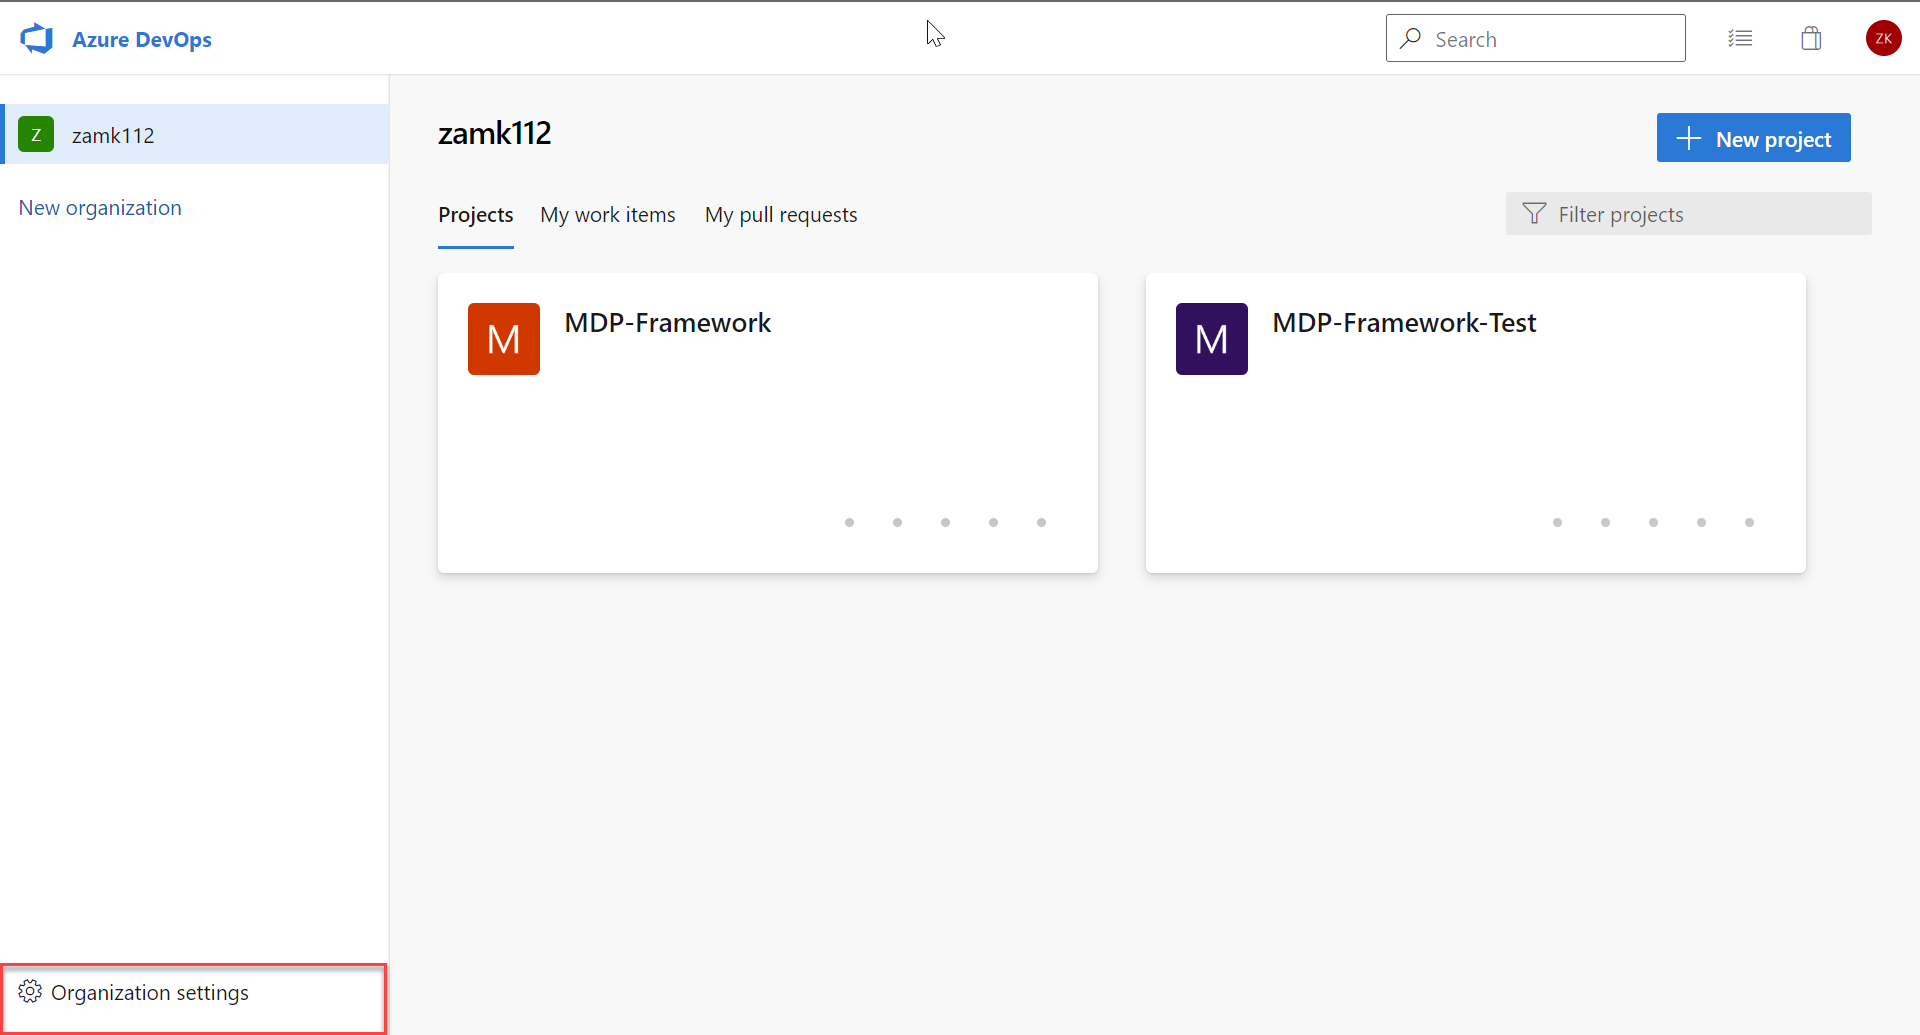 Azure DevOps
Search
ZK
Z
zamk112
New organization
zamk112
New project
Projects
My work items
My pull requests
Filter projects
M
MDP-Framework
M
MDP-Framework-Test
Organization settings